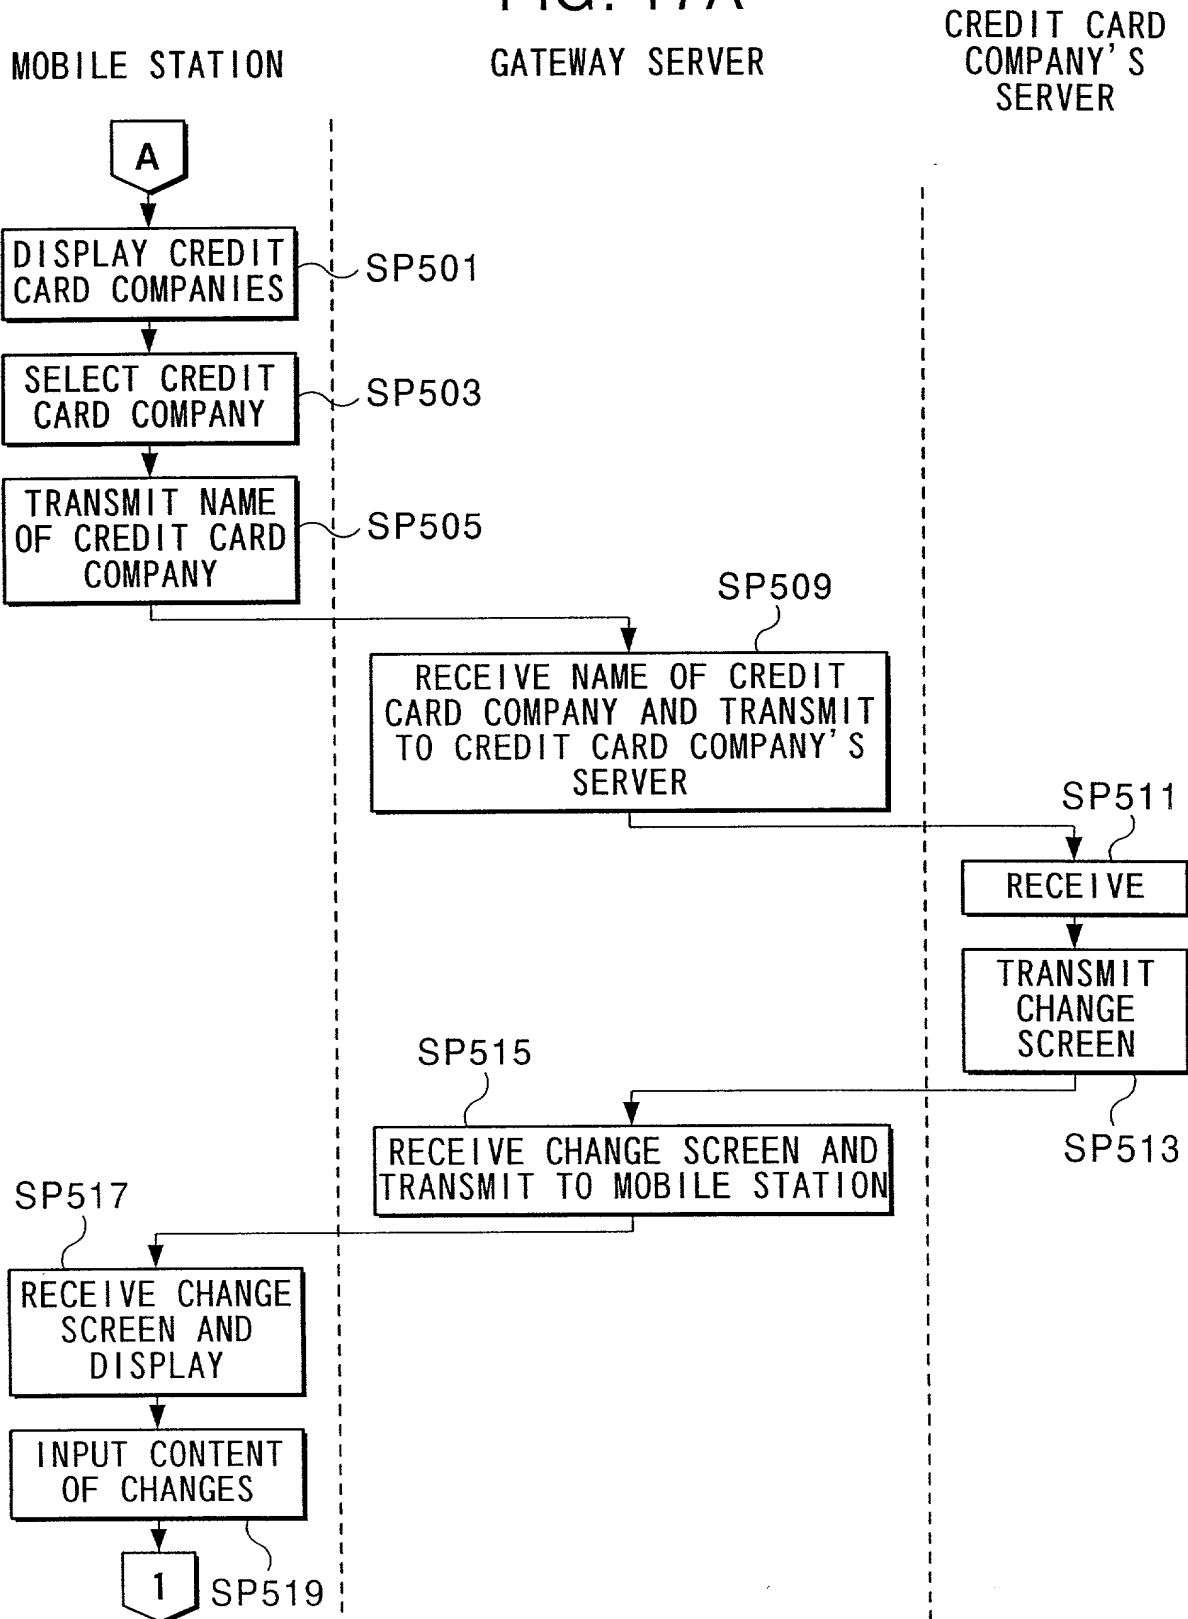 FIG. 17A
MOBILE STATION
GATEWAY SERVER
CREDIT CARD
COMPANY'S
SERVER
A
DISPLAY CREDIT
CARD COMPANIES
SP501
SELECT CREDIT
CARD COMPANY
SP503
TRANSMIT NAME
OF CREDIT CARD
COMPANY
SP505
SP509
RECEIVE NAME OF CREDIT
CARD COMPANY AND TRANSMIT
TO CREDIT CARD COMPANY'S
SERVER
SP511
RECEIVE
TRANSMIT
CHANGE
SCREEN
SP513
SP515
RECEIVE CHANGE SCREEN AND
TRANSMIT TO MOBILE STATION
SP517
RECEIVE CHANGE
SCREEN AND
DISPLAY
INPUT CONTENT
OF CHANGES
SP519
1